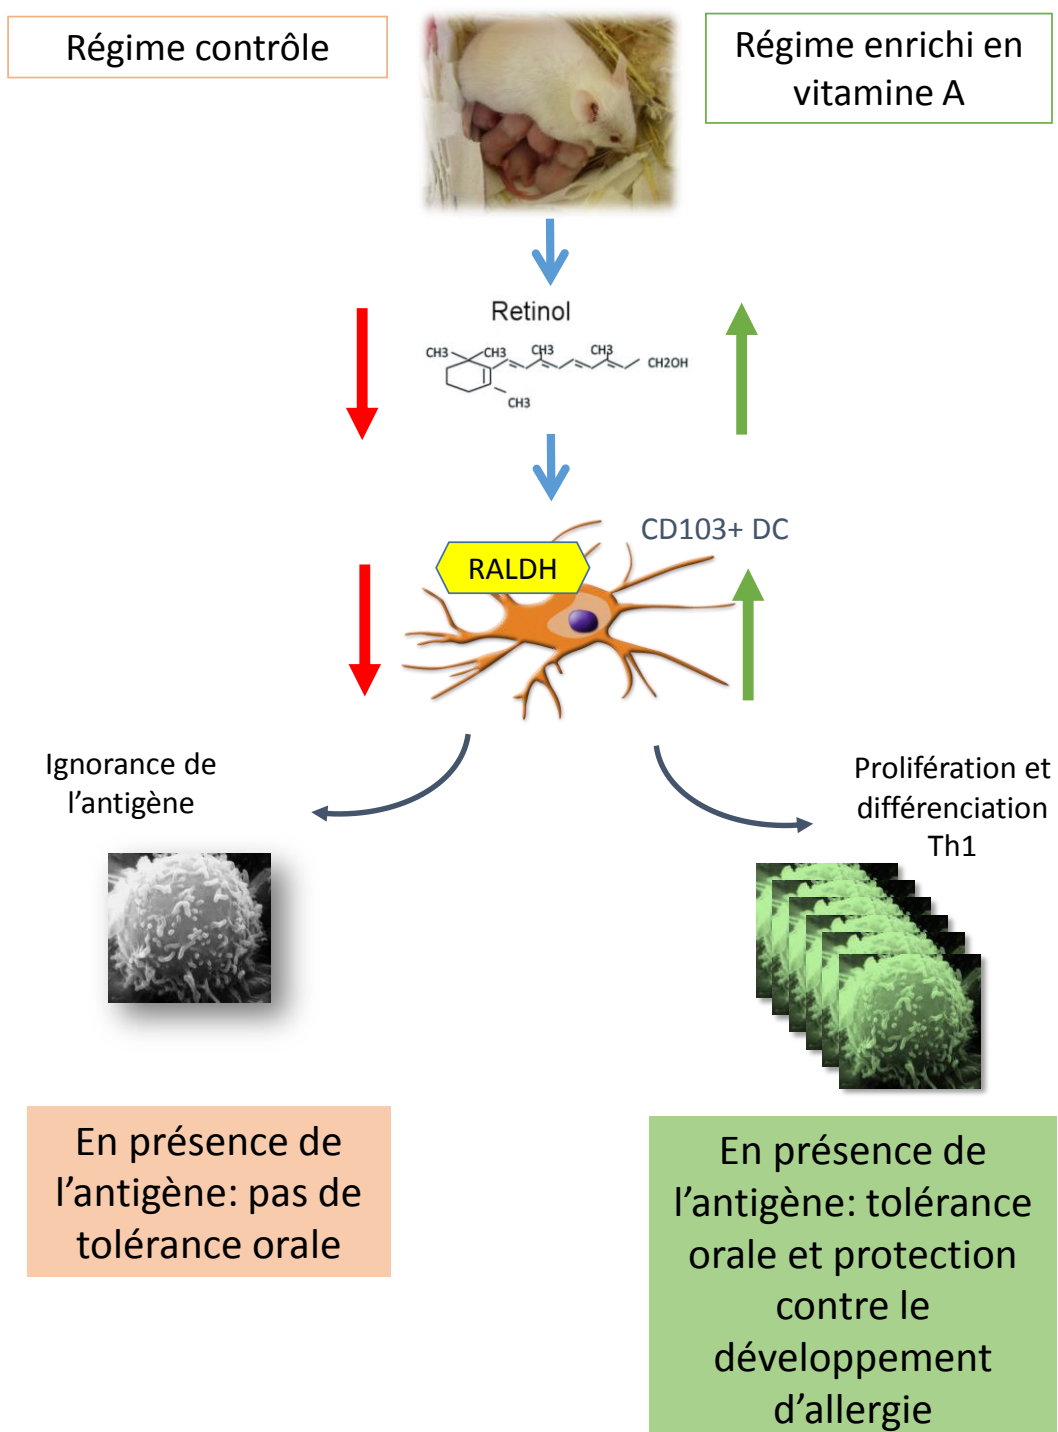 Régime contrôle
Régime enrichi en
vitamine A
Retinol
CH3
CH3
CH3
CH3
CH2OH
CH3
CD103+ DC
RALDH
Ignorance de
l’antigène
Prolifération et
différenciation
Th1
En présence de
l’antigène: pas de
tolérance orale
En présence de
l’antigène: tolérance
orale et protection
contre le
développement
d’allergie